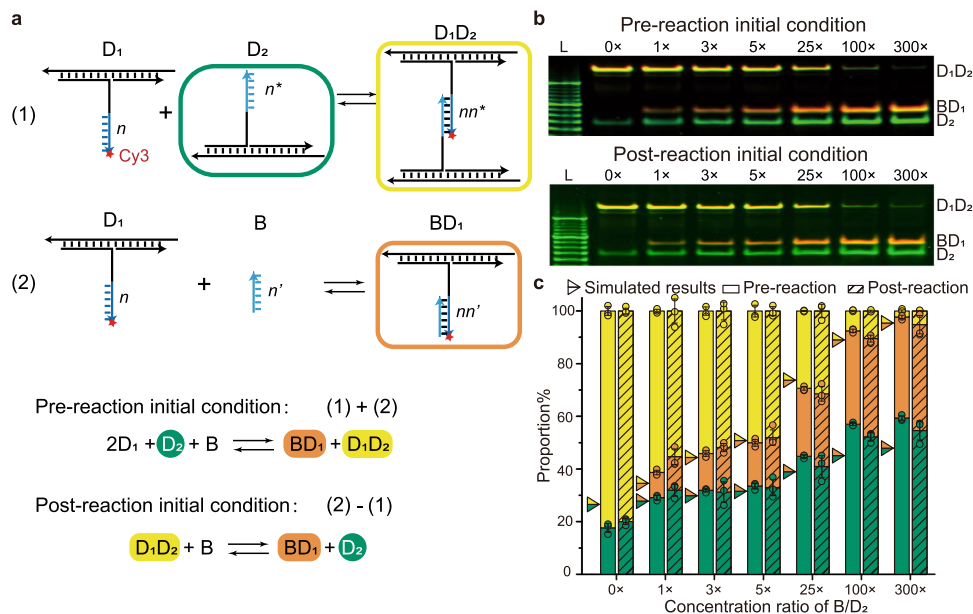 a
D₁ D₂ D₁D₂
(1) n + n* nn*
Cy3
D₁ B BD₁
(2) n + n' nn'
Pre-reaction initial condition: (1) + (2)
2D₁ + D₂ + B BD₁ + D₁D₂
Post-reaction initial condition: (2) - (1)
D₁D₂ + B BD₁ + D₂
b
Pre-reaction initial condition
L 0× 1× 3× 5× 25× 100× 300×
D₁D₂
BD₁
D₂
Post-reaction initial condition
L 0× 1× 3× 5× 25× 100× 300×
D₁D₂
BD₁
D₂
c
Simulated results Pre-reaction Post-reaction
Proportion%
100
80
60
40
20
0
0× 1× 3× 5× 25× 100× 300×
Concentration ratio of B/D₂